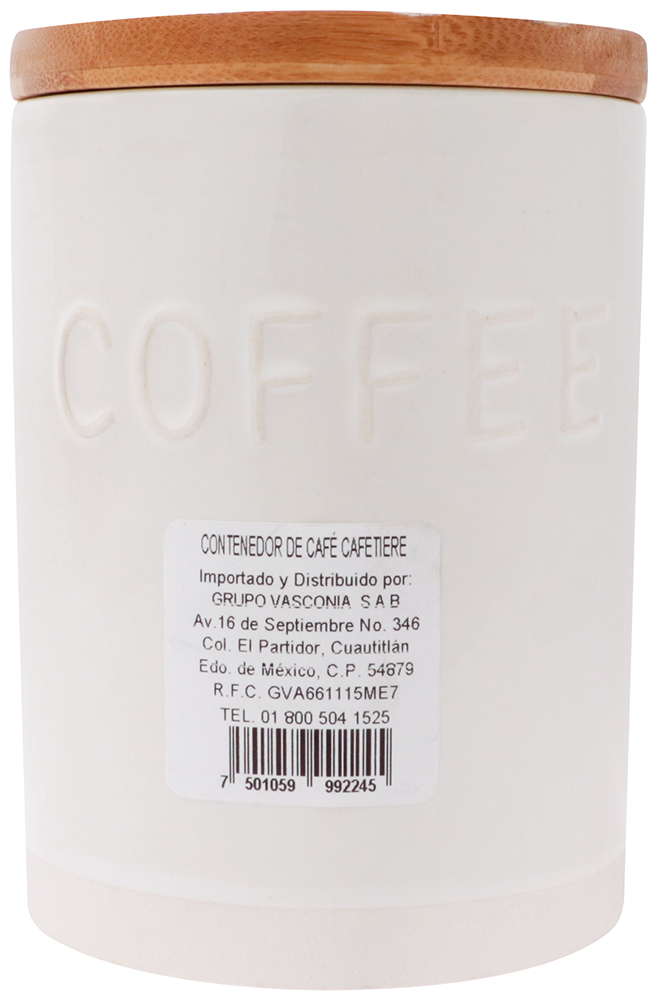 COFFEE
CONTENEDOR DE CAFÉ CAFETIERE
Importado y Distribuido por:
GRUPO VASCONIA S A B
Av.16 de Septiembre No. 346
Col. El Partidor, Cuautitlán
Edo. de México, C.P. 54879
R.F.C. GVA661115ME7
TEL. 01 800 504 1525
7 501059 992245